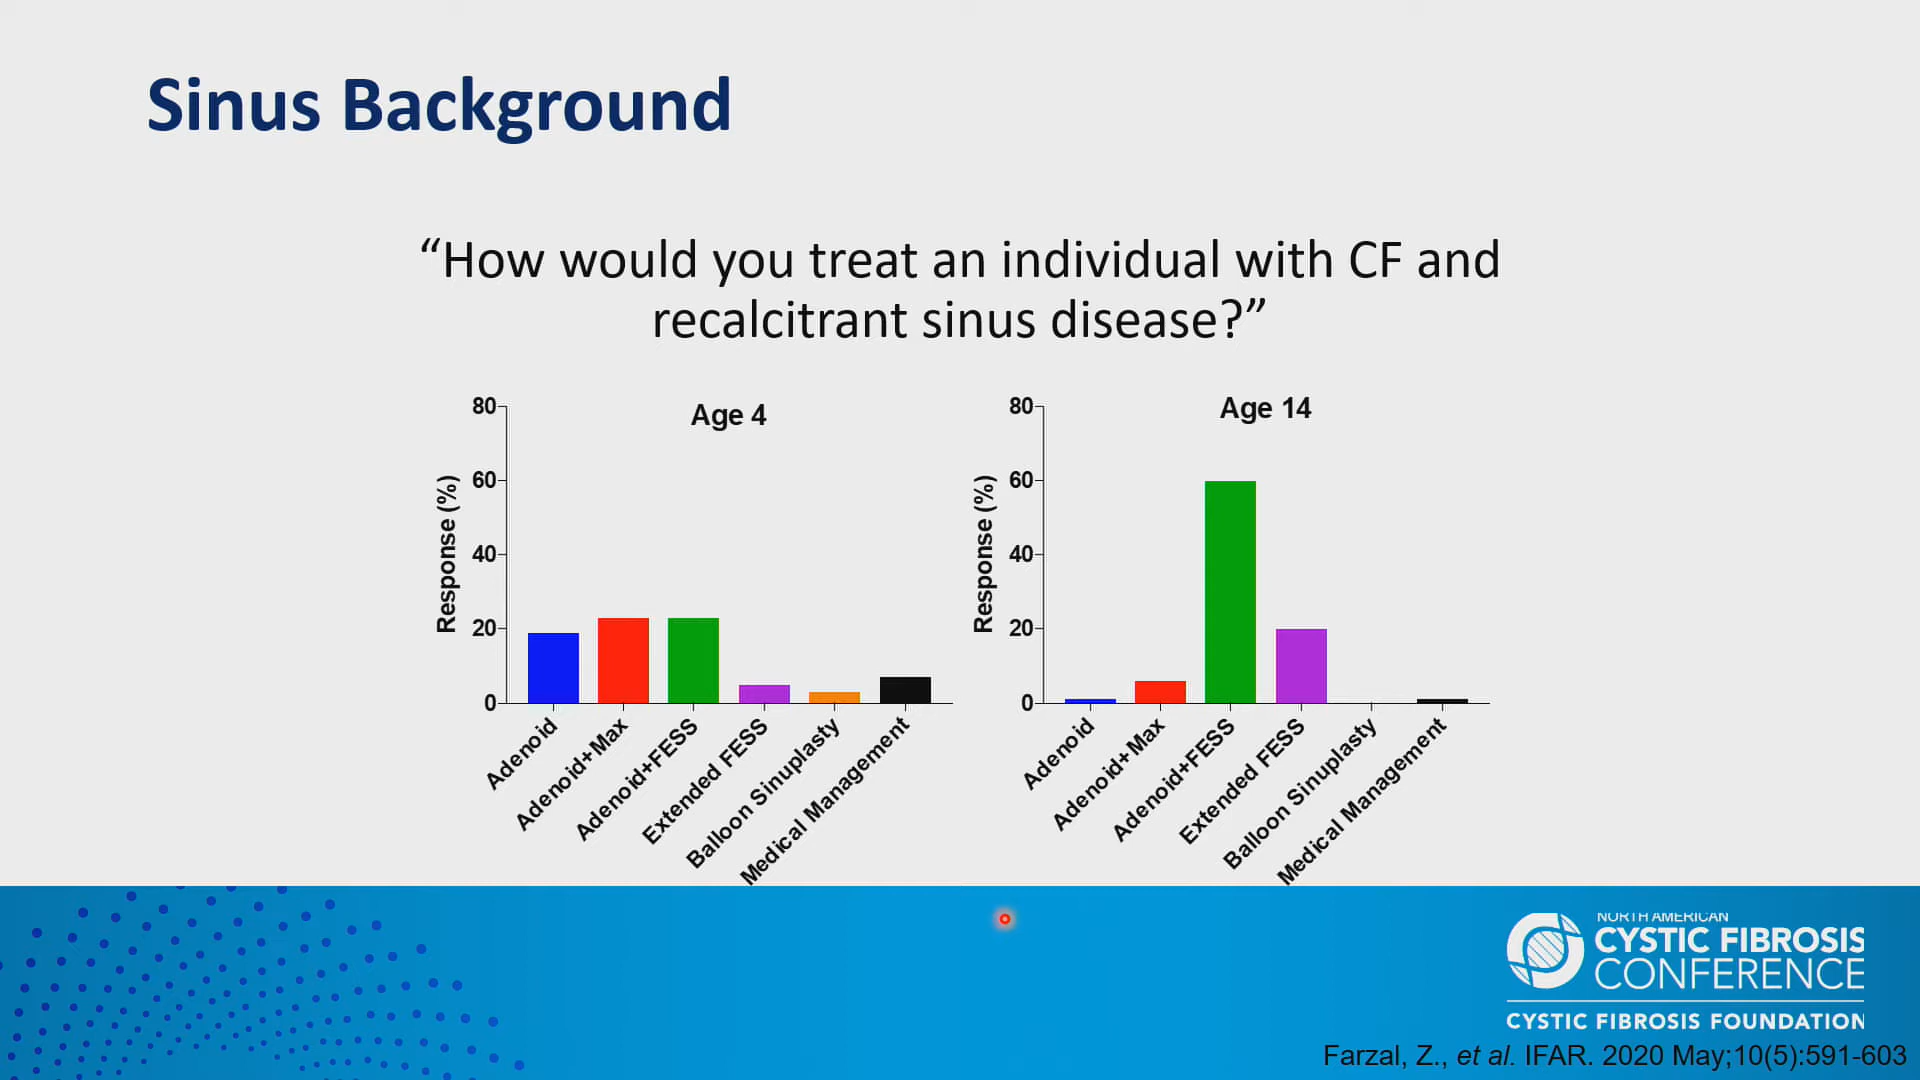 Sinus Background
“How would you treat an individual with CF and
recalcitrant sinus disease?”
Age 4
Response (%)
80
60
40
20
0
Adenoid
Adenoid+Max
Adenoid+FESS
Extended FESS
Balloon Sinuplasty
Medical Management
Age 14
Response (%)
80
60
40
20
0
Adenoid
Adenoid+Max
Adenoid+FESS
Extended FESS
Balloon Sinuplasty
Medical Management
NORTH AMERICAN
CYSTIC FIBROSIS
CONFERENCE
CYSTIC FIBROSIS FOUNDATION
Farzal, Z., et al. IFAR. 2020 May;10(5):591-603